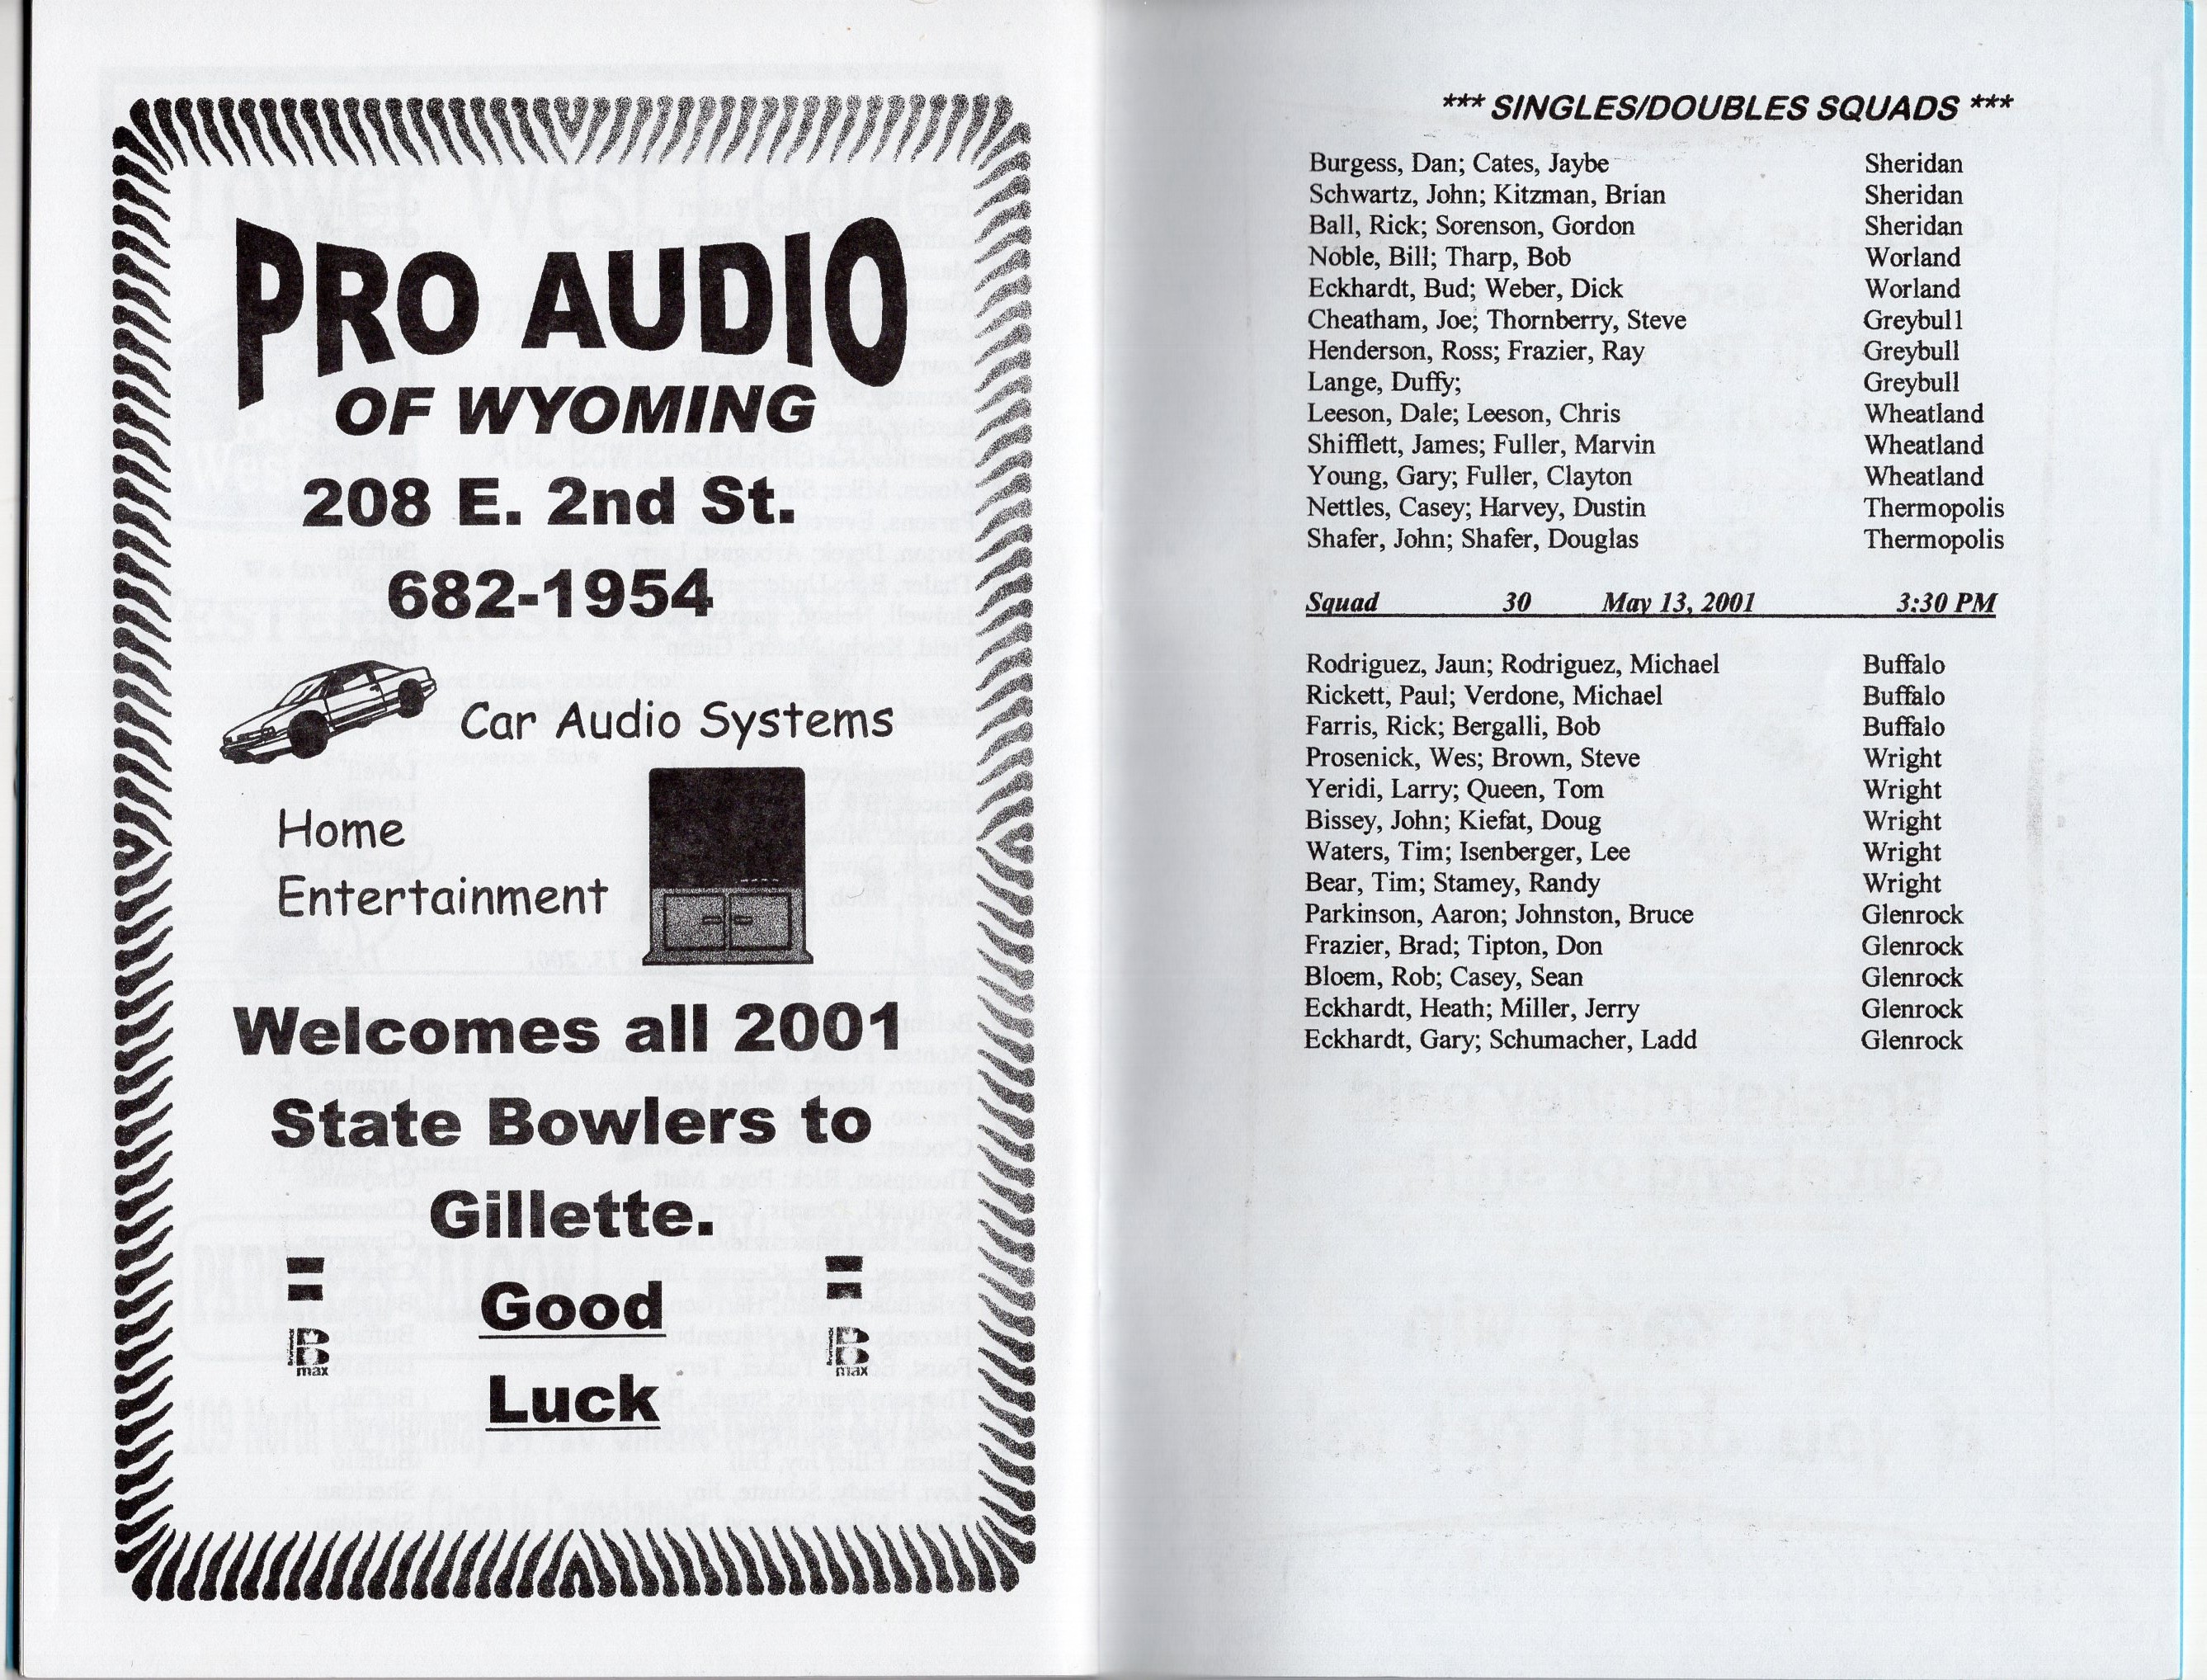 PRO AUDIO
OF WYOMING
208 E. 2nd St.
682-1954
Car Audio Systems
Home
Entertainment
Welcomes all 2001
State Bowlers to
Gillette.
Good
Luck
B max
B max
*** SINGLES/DOUBLES SQUADS ***
Burgess, Dan; Cates, Jaybe Sheridan
Schwartz, John; Kitzman, Brian Sheridan
Ball, Rick; Sorenson, Gordon Sheridan
Noble, Bill; Tharp, Bob Worland
Eckhardt, Bud; Weber, Dick Worland
Cheatham, Joe; Thornberry, Steve Greybull
Henderson, Ross; Frazier, Ray Greybull
Lange, Duffy; Greybull
Leeson, Dale; Leeson, Chris Wheatland
Shifflett, James; Fuller, Marvin Wheatland
Young, Gary; Fuller, Clayton Wheatland
Nettles, Casey; Harvey, Dustin Thermopolis
Shafer, John; Shafer, Douglas Thermopolis
Squad 30 May 13, 2001 3:30 PM
Rodriguez, Jaun; Rodriguez, Michael Buffalo
Rickett, Paul; Verdone, Michael Buffalo
Farris, Rick; Bergalli, Bob Buffalo
Prosenick, Wes; Brown, Steve Wright
Yeridi, Larry; Queen, Tom Wright
Bissey, John; Kiefat, Doug Wright
Waters, Tim; Isenberger, Lee Wright
Bear, Tim; Stamey, Randy Wright
Parkinson, Aaron; Johnston, Bruce Glenrock
Frazier, Brad; Tipton, Don Glenrock
Bloem, Rob; Casey, Sean Glenrock
Eckhardt, Heath; Miller, Jerry Glenrock
Eckhardt, Gary; Schumacher, Ladd Glenrock